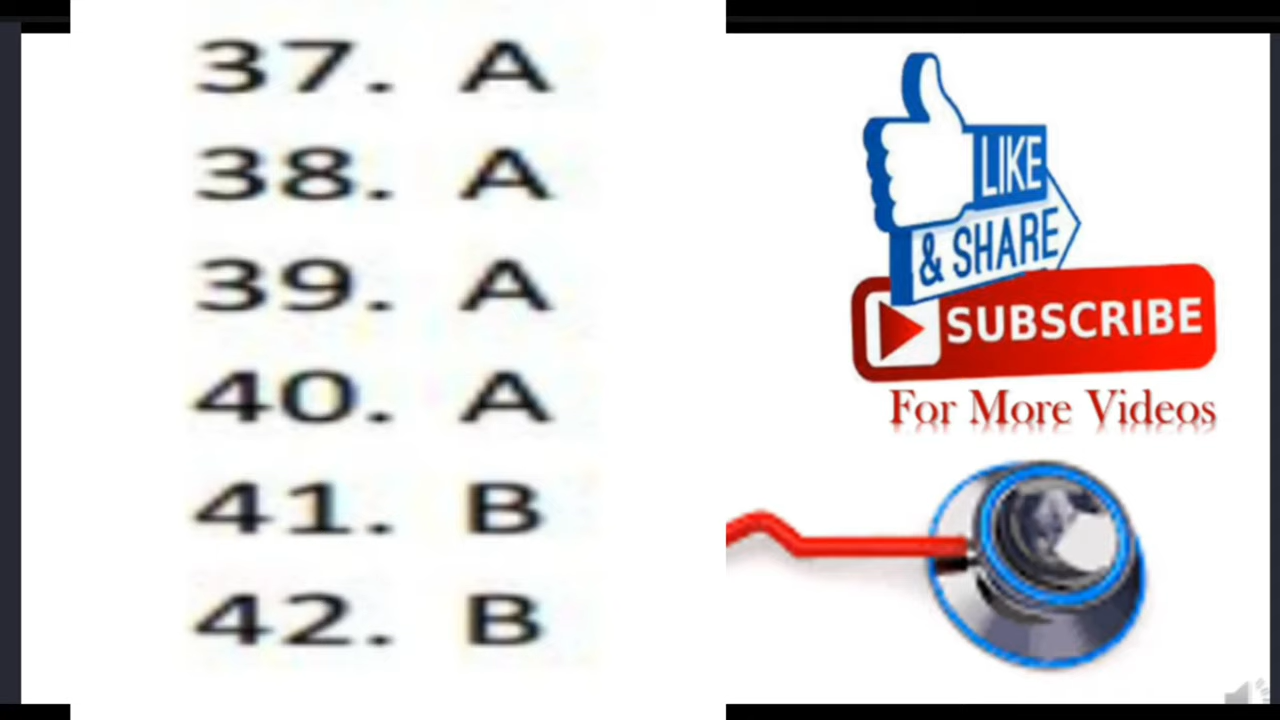 37. A
38. A
39. A
40. A
41. B
42. B
LIKE
& SHARE
SUBSCRIBE
For More Videos